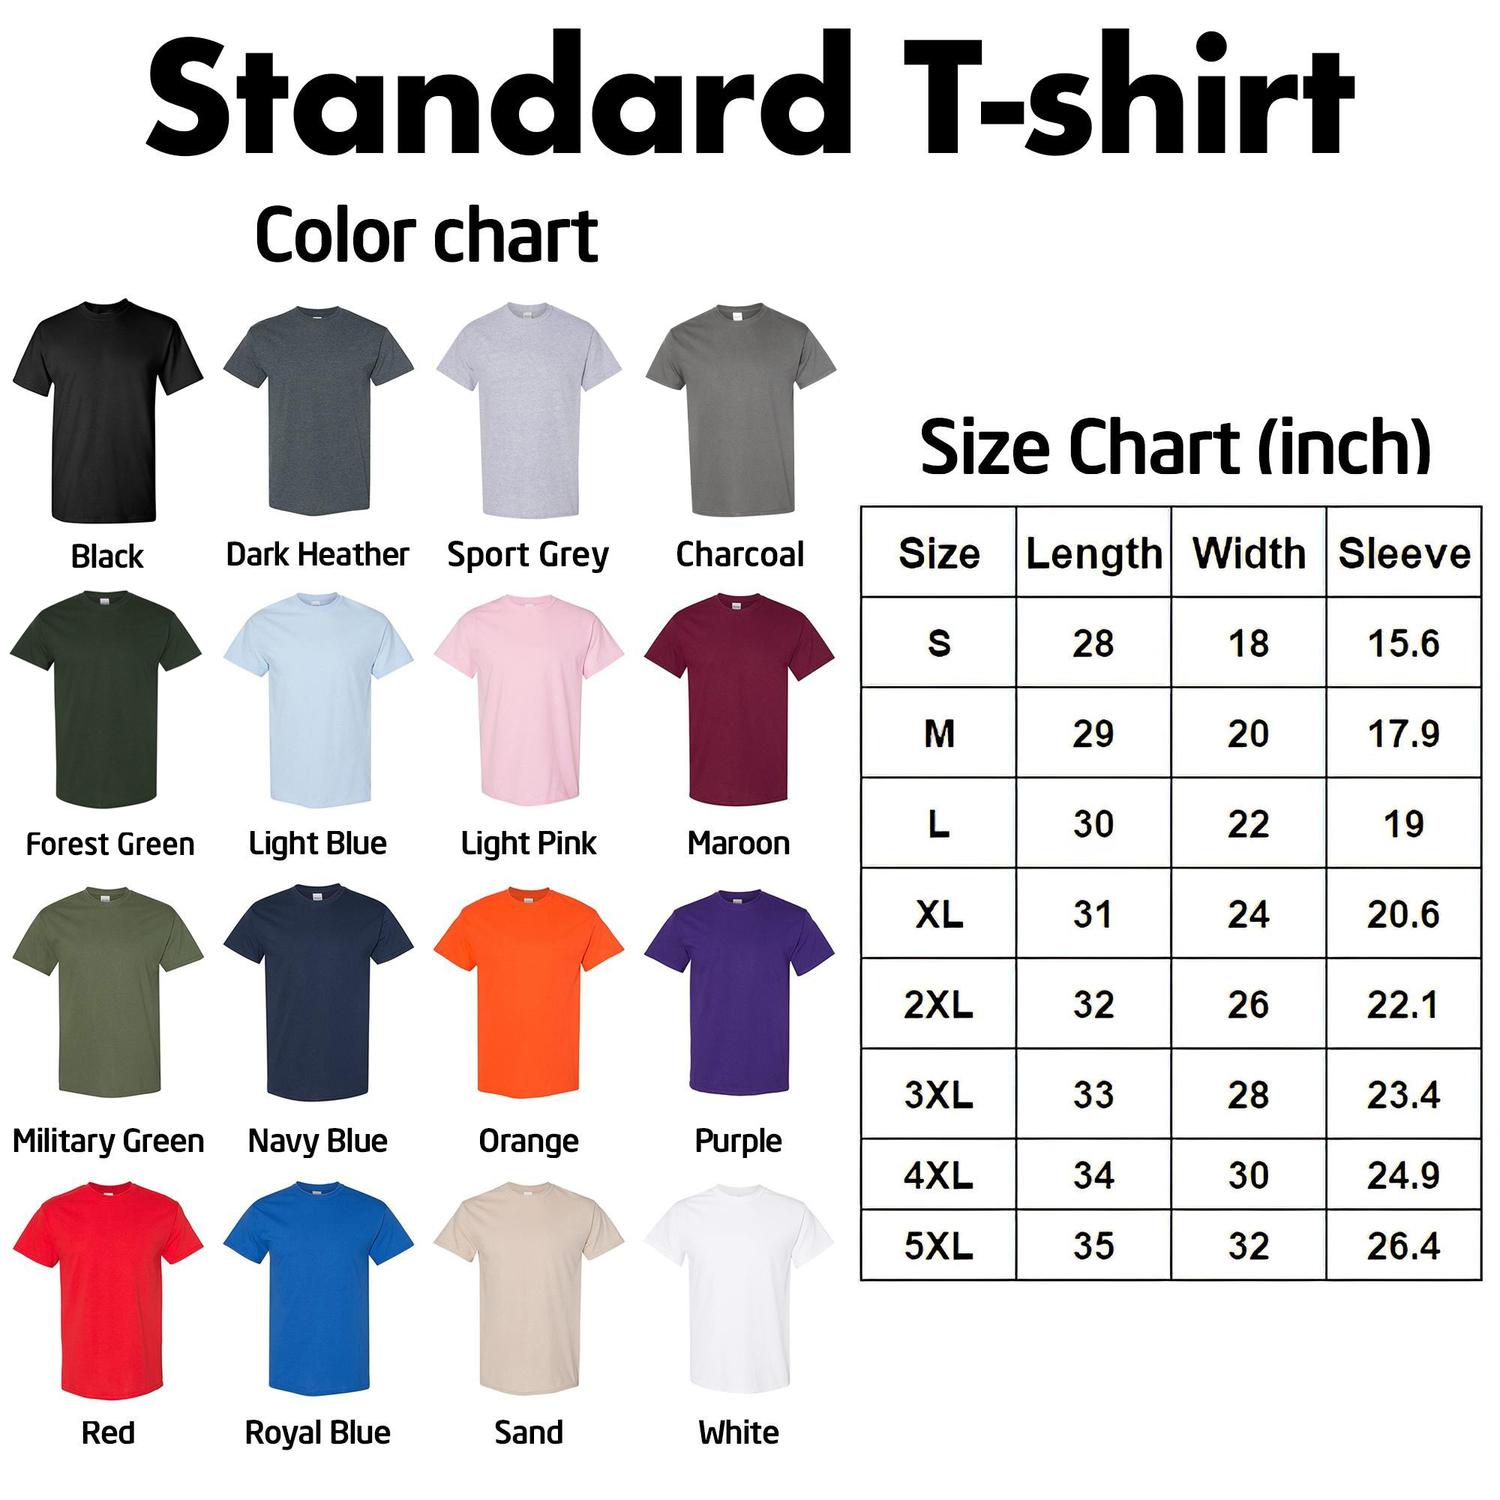 Standard T-shirt
Color chart
Black Dark Heather Sport Grey Charcoal
Forest Green Light Blue Light Pink Maroon
Military Green Navy Blue Orange Purple
Red Royal Blue Sand White
Size Chart (inch)
Size Length Width Sleeve
S 28 18 15.6
M 29 20 17.9
L 30 22 19
XL 31 24 20.6
2XL 32 26 22.1
3XL 33 28 23.4
4XL 34 30 24.9
5XL 35 32 26.4